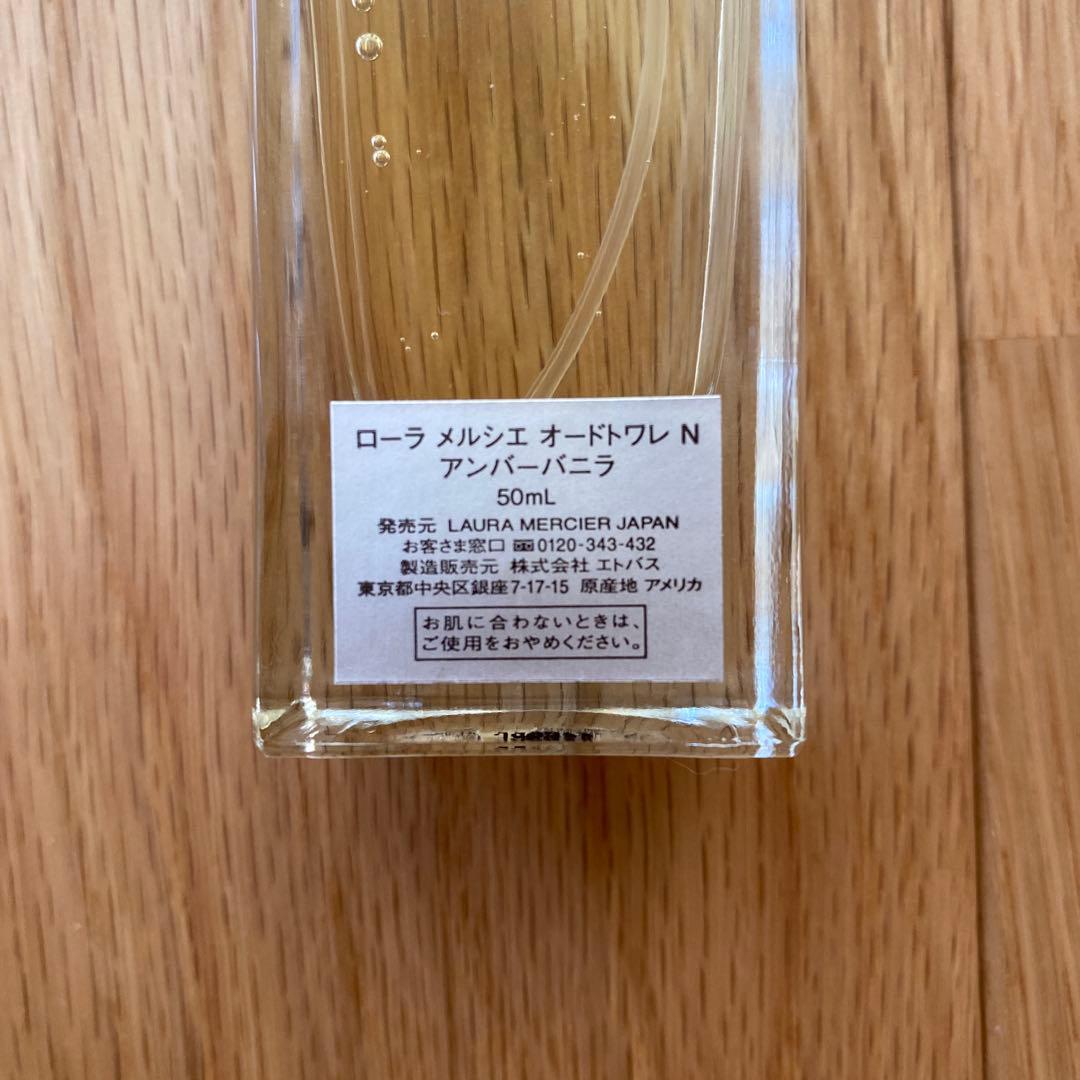 ローラ メルシエ オードトワレ N
アンバーバニラ
50mL
発売元 LAURA MERCIER JAPAN
お客さま窓口 0120-343-432
製造販売元 株式会社 エトバス
東京都中央区銀座7-17-15 原産地 アメリカ
お肌に合わないときは、
ご使用をおやめください。